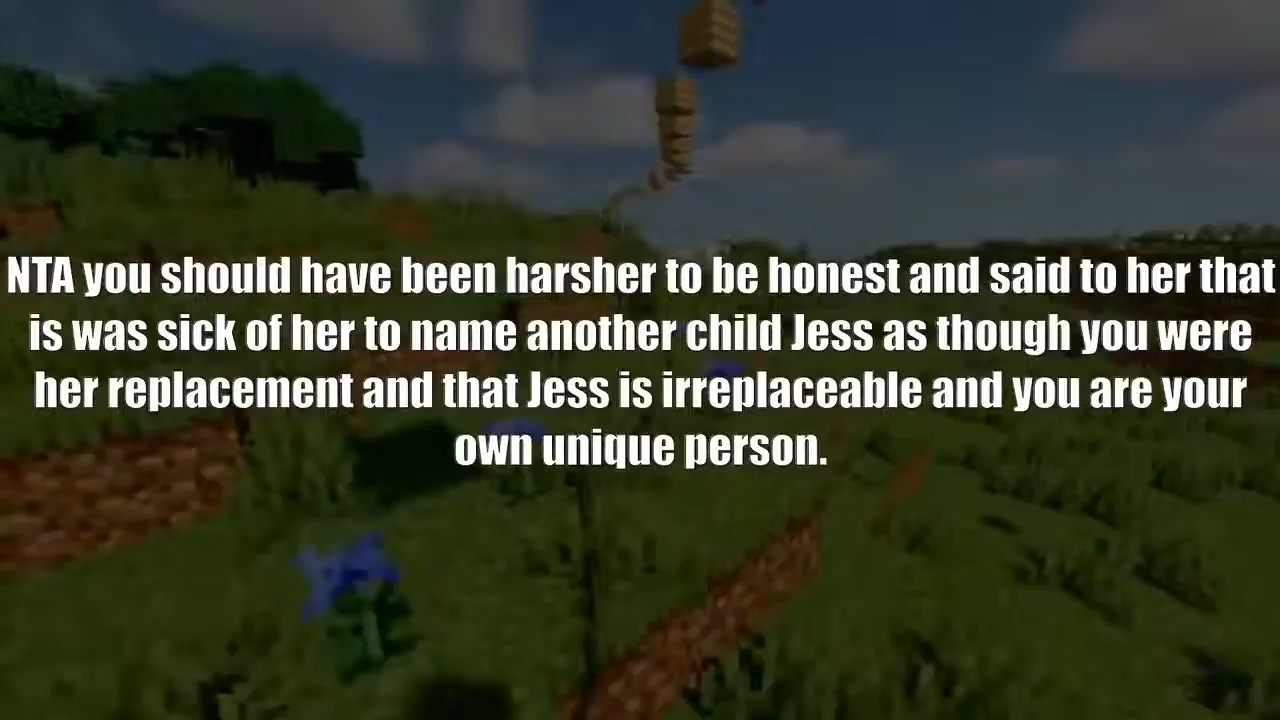 NTA you should have been harsher to be honest and said to her that
is was sick of her to name another child Jess as though you were
her replacement and that Jess is irreplaceable and you are your
own unique person.